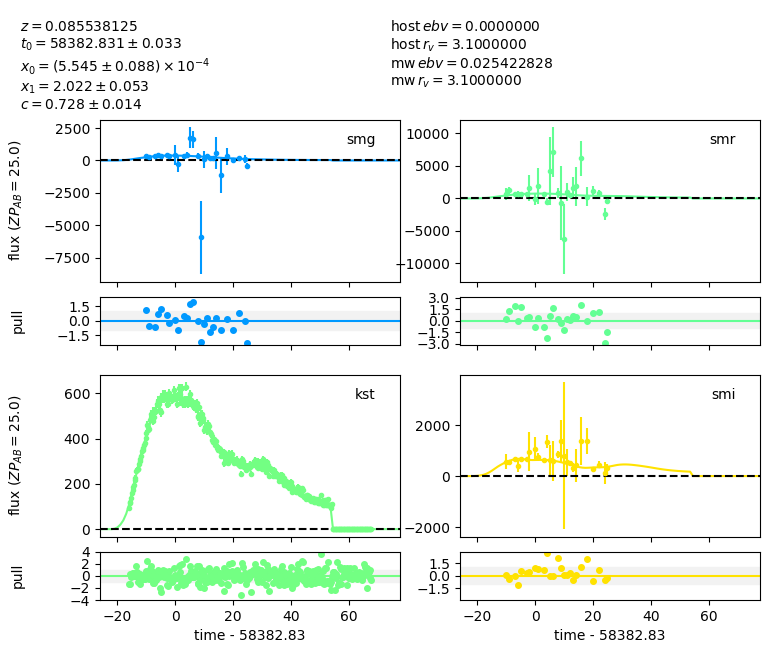 z = 0.085538125
t₀ = 58382.831 ± 0.033
x₀ = (5.545 ± 0.088) × 10⁻⁴
x₁ = 2.022 ± 0.053
c = 0.728 ± 0.014
host ebv = 0.0000000
host r_v = 3.1000000
mw ebv = 0.025422828
mw r_v = 3.1000000
flux (ZP_AB = 25.0)
2500
0
−2500
−5000
−7500
smg
10000
5000
0
−5000
−10000
smr
pull
1.5
0.0
−1.5
3.0
1.5
0.0
−1.5
−3.0
flux (ZP_AB = 25.0)
600
400
200
0
kst
2000
0
−2000
smi
pull
4
2
0
−2
−4
1.5
0.0
−1.5
−20 0 20 40 60
−20 0 20 40 60
time - 58382.83
time - 58382.83